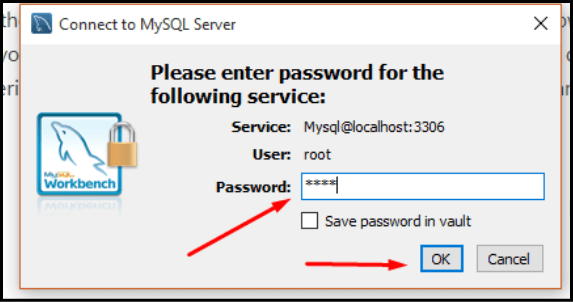 Connect to MySQL Server
Please enter password for the
following service:
Service: Mysql@localhost:3306
User: root
Password: ****
MySQL
Workbench
Save password in vault
OK Cancel